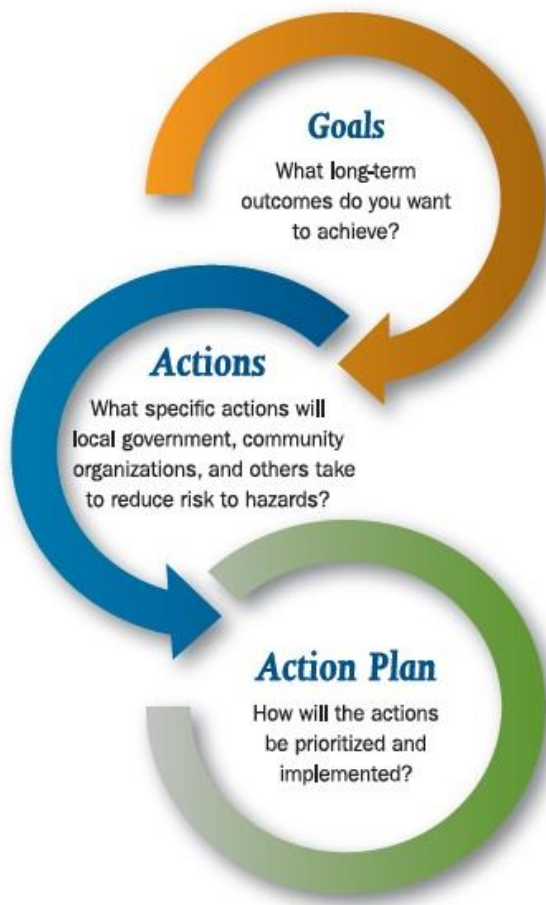 Goals
What long-term
outcomes do you want
to achieve?
Actions
What specific actions will
local government, community
organizations, and others take
to reduce risk to hazards?
Action Plan
How will the actions
be prioritized and
implemented?